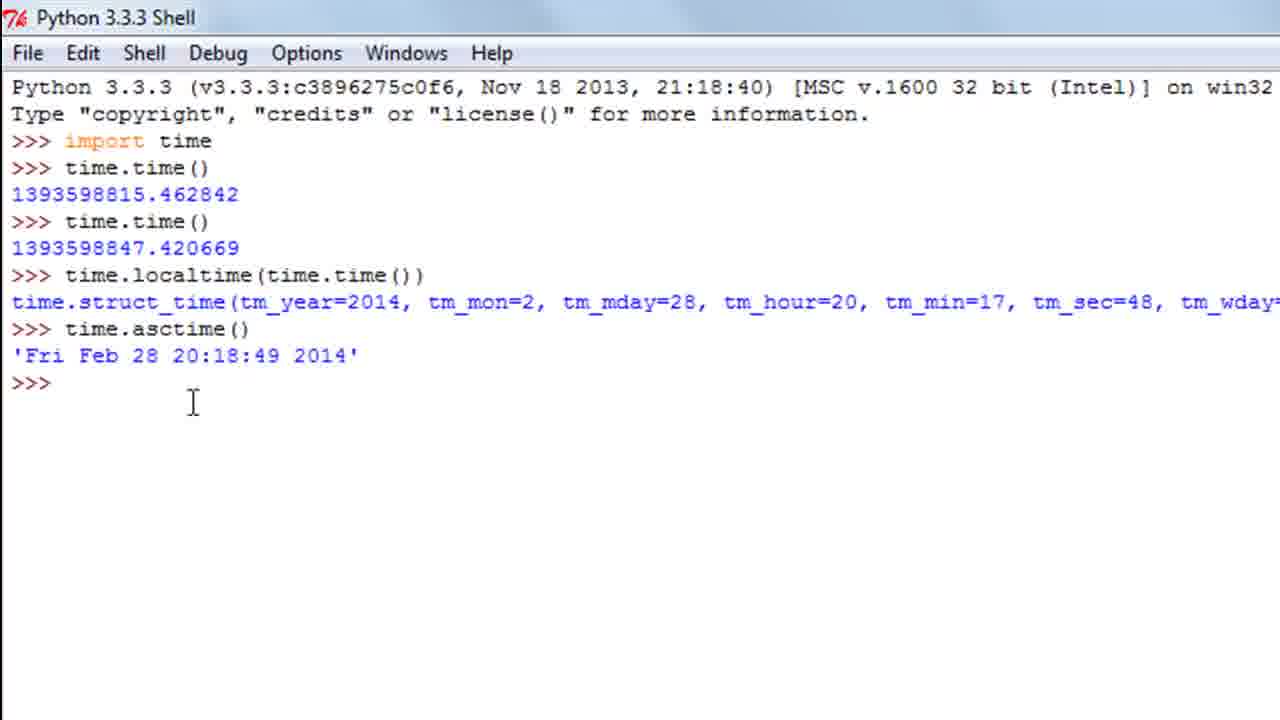 Python 3.3.3 Shell
File Edit Shell Debug Options Windows Help
Python 3.3.3 (v3.3.3:c3896275c0f6, Nov 18 2013, 21:18:40) [MSC v.1600 32 bit (Intel)] on win32
Type "copyright", "credits" or "license()" for more information.
>>> import time
>>> time.time()
1393598815.462842
>>> time.time()
1393598847.420669
>>> time.localtime(time.time())
time.struct_time(tm_year=2014, tm_mon=2, tm_mday=28, tm_hour=20, tm_min=17, tm_sec=48, tm_wday=
>>> time.asctime()
'Fri Feb 28 20:18:49 2014'
>>>